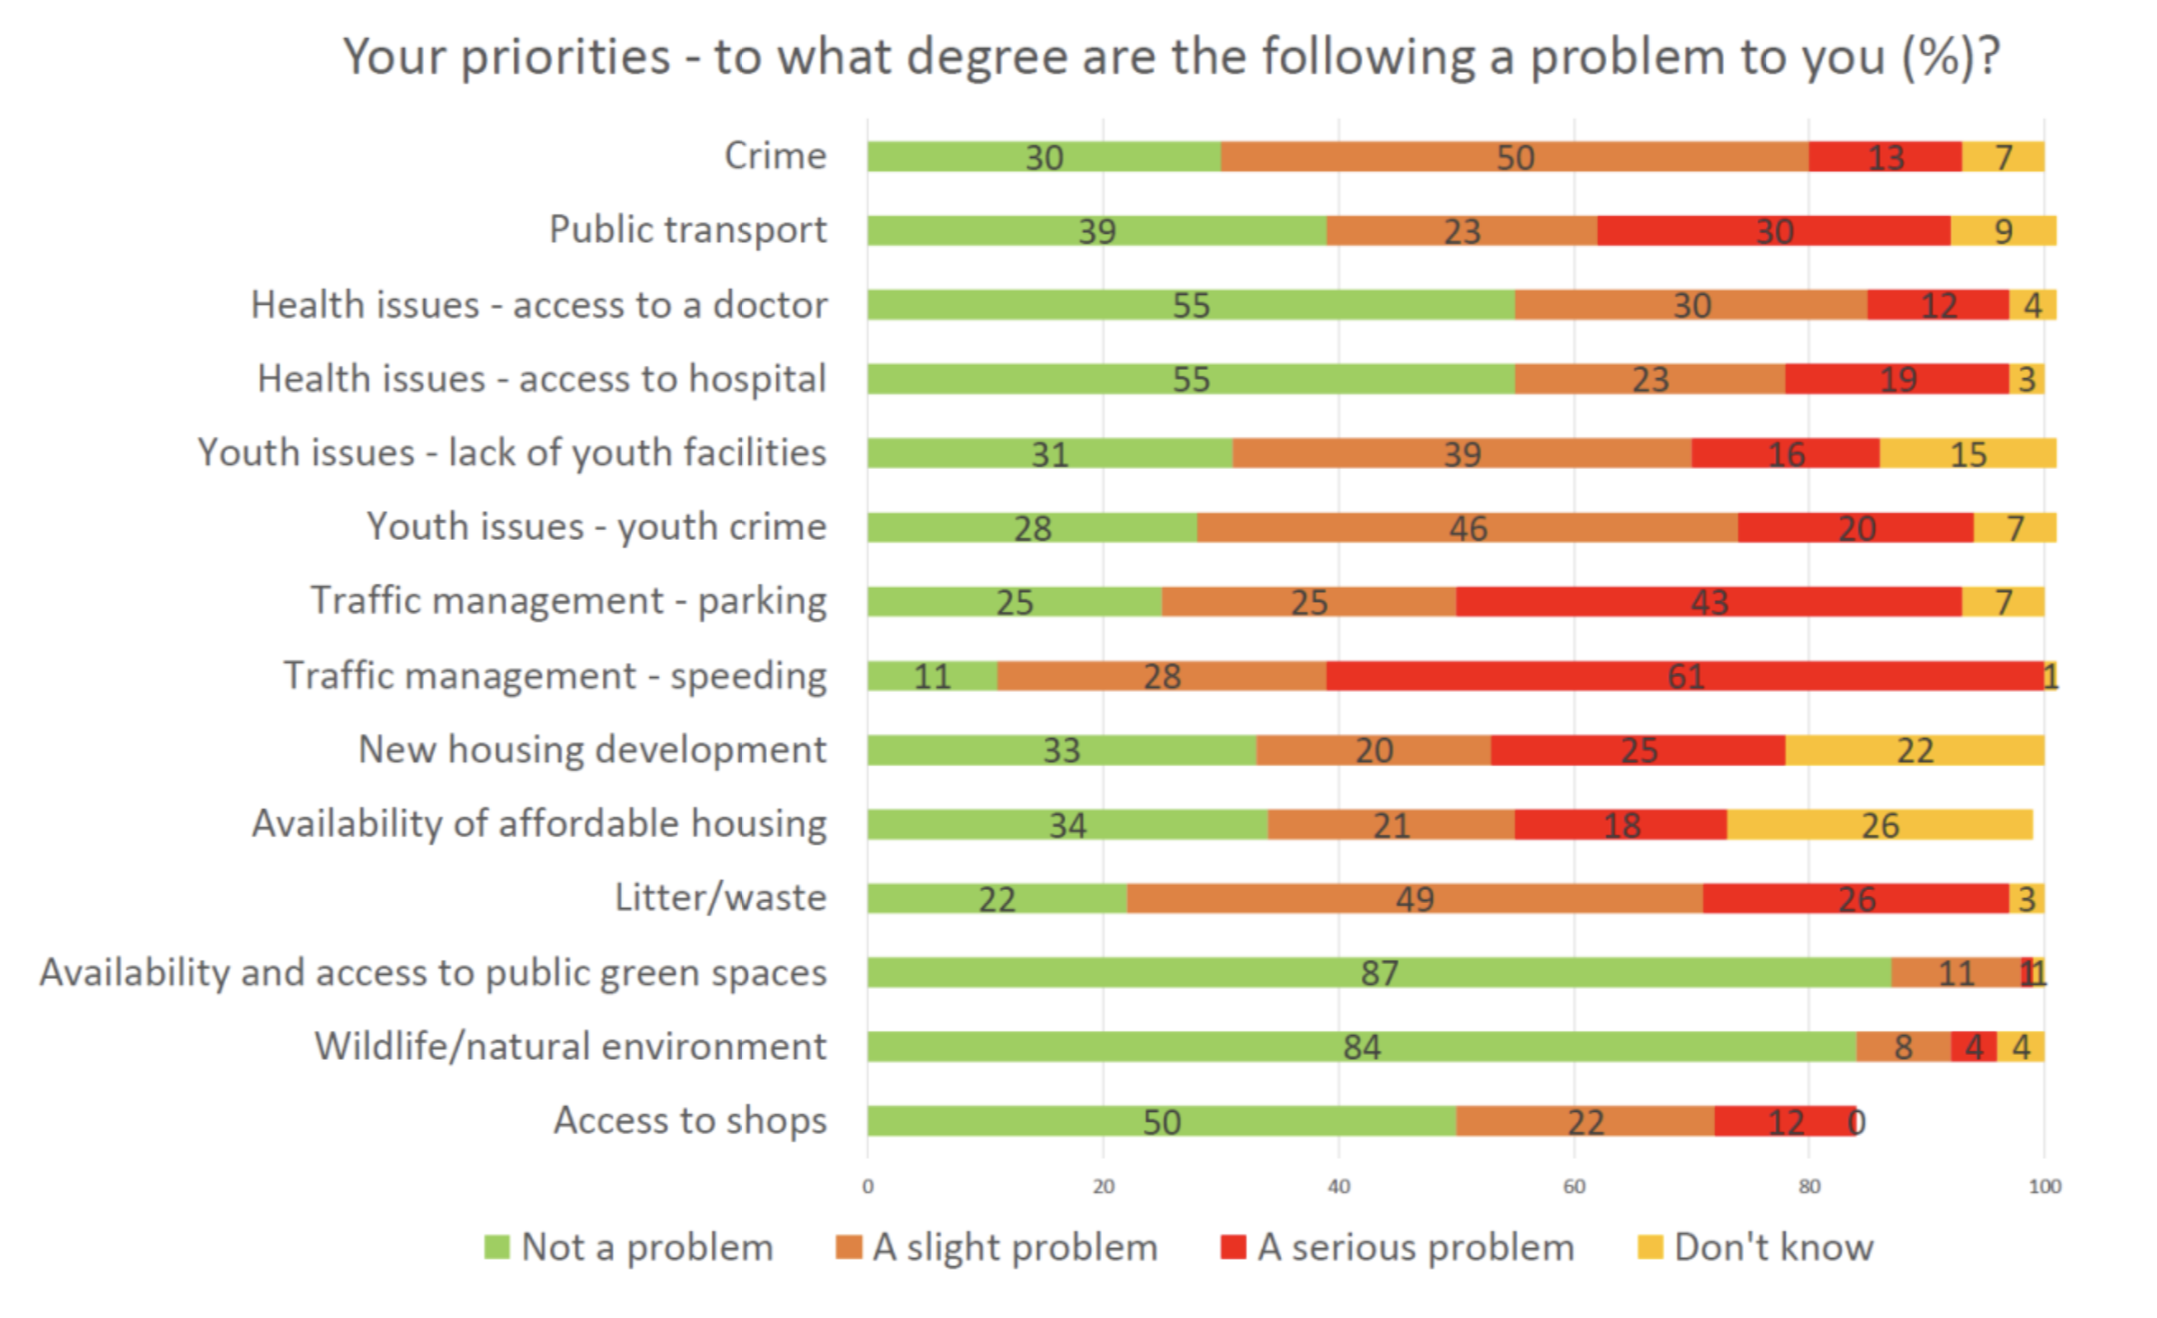 Your priorities - to what degree are the following a problem to you (%)?
Crime 30 50 13 7
Public transport 39 23 30 9
Health issues - access to a doctor 55 30 12 4
Health issues - access to hospital 55 23 19 3
Youth issues - lack of youth facilities 31 39 16 15
Youth issues - youth crime 28 46 20 7
Traffic management - parking 25 25 43 7
Traffic management - speeding 11 28 61 1
New housing development 33 20 25 22
Availability of affordable housing 34 21 18 26
Litter/waste 22 49 26 3
Availability and access to public green spaces 87 11 1 1
Wildlife/natural environment 84 8 4 4
Access to shops 50 22 12 0
0 20 40 60 80 100
Not a problem A slight problem A serious problem Don't know